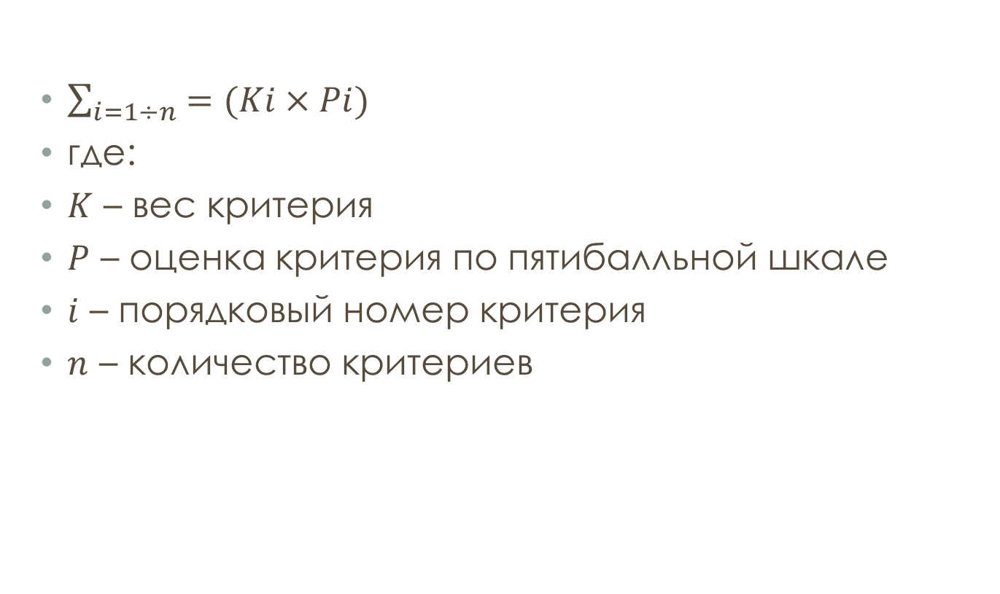 • ∑i=1÷n = (Ki × Pi)
• где:
• K – вес критерия
• P – оценка критерия по пятибалльной шкале
• i – порядковый номер критерия
• n – количество критериев